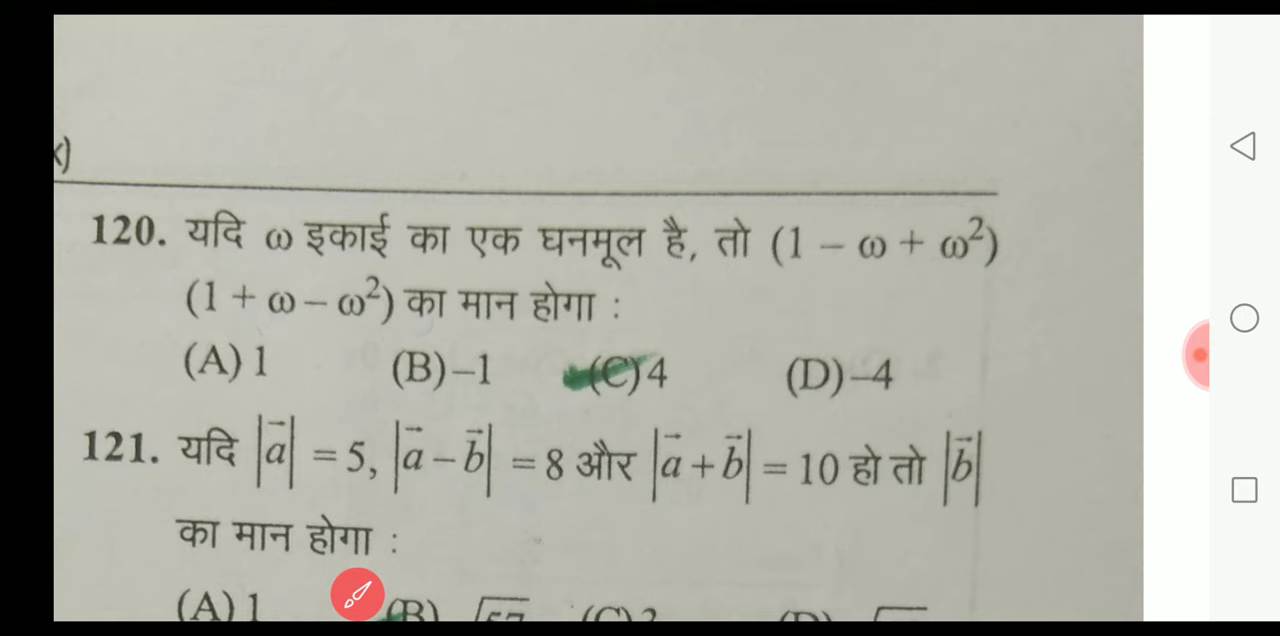 120. यदि ω इकाई का एक घनमूल है, तो (1 – ω + ω²)
(1 + ω – ω²) का मान होगा :
(A) 1 (B) –1 (C) 4 (D) –4
121. यदि |a⃗| = 5, |a⃗ – b⃗| = 8 और |a⃗ + b⃗| = 10 हो तो |b⃗|
का मान होगा :
(A) 1 (B) (C) (D)